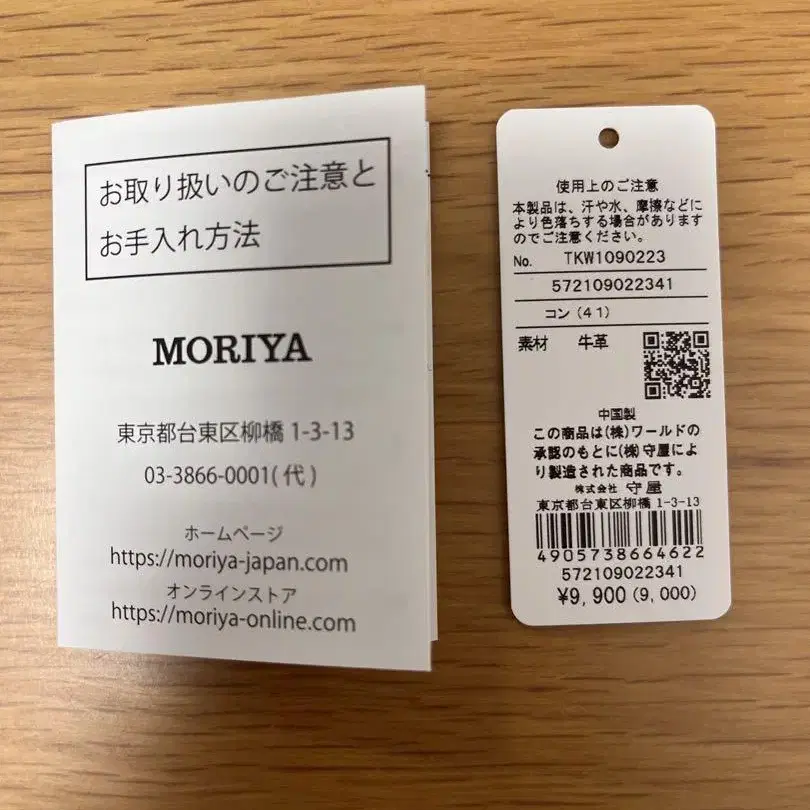 お取り扱いのご注意と
お手入れ方法
MORIYA
東京都台東区柳橋 1-3-13
03-3866-0001(代)
ホームページ
https://moriya-japan.com
オンラインストア
https://moriya-online.com
使用上のご注意
本製品は、汗や水、摩擦などに
より色落ちする場合があります
のでご注意ください。
No. TKW1090223
572109022341
コン(41)
素材 牛革
中国製
この商品は(株)ワールドの
承認のもとに(株)守屋によ
り製造された商品です。
株式会社 守屋
東京都台東区柳橋 1-3-13
4905738664622
572109022341
¥9,900(9,000)